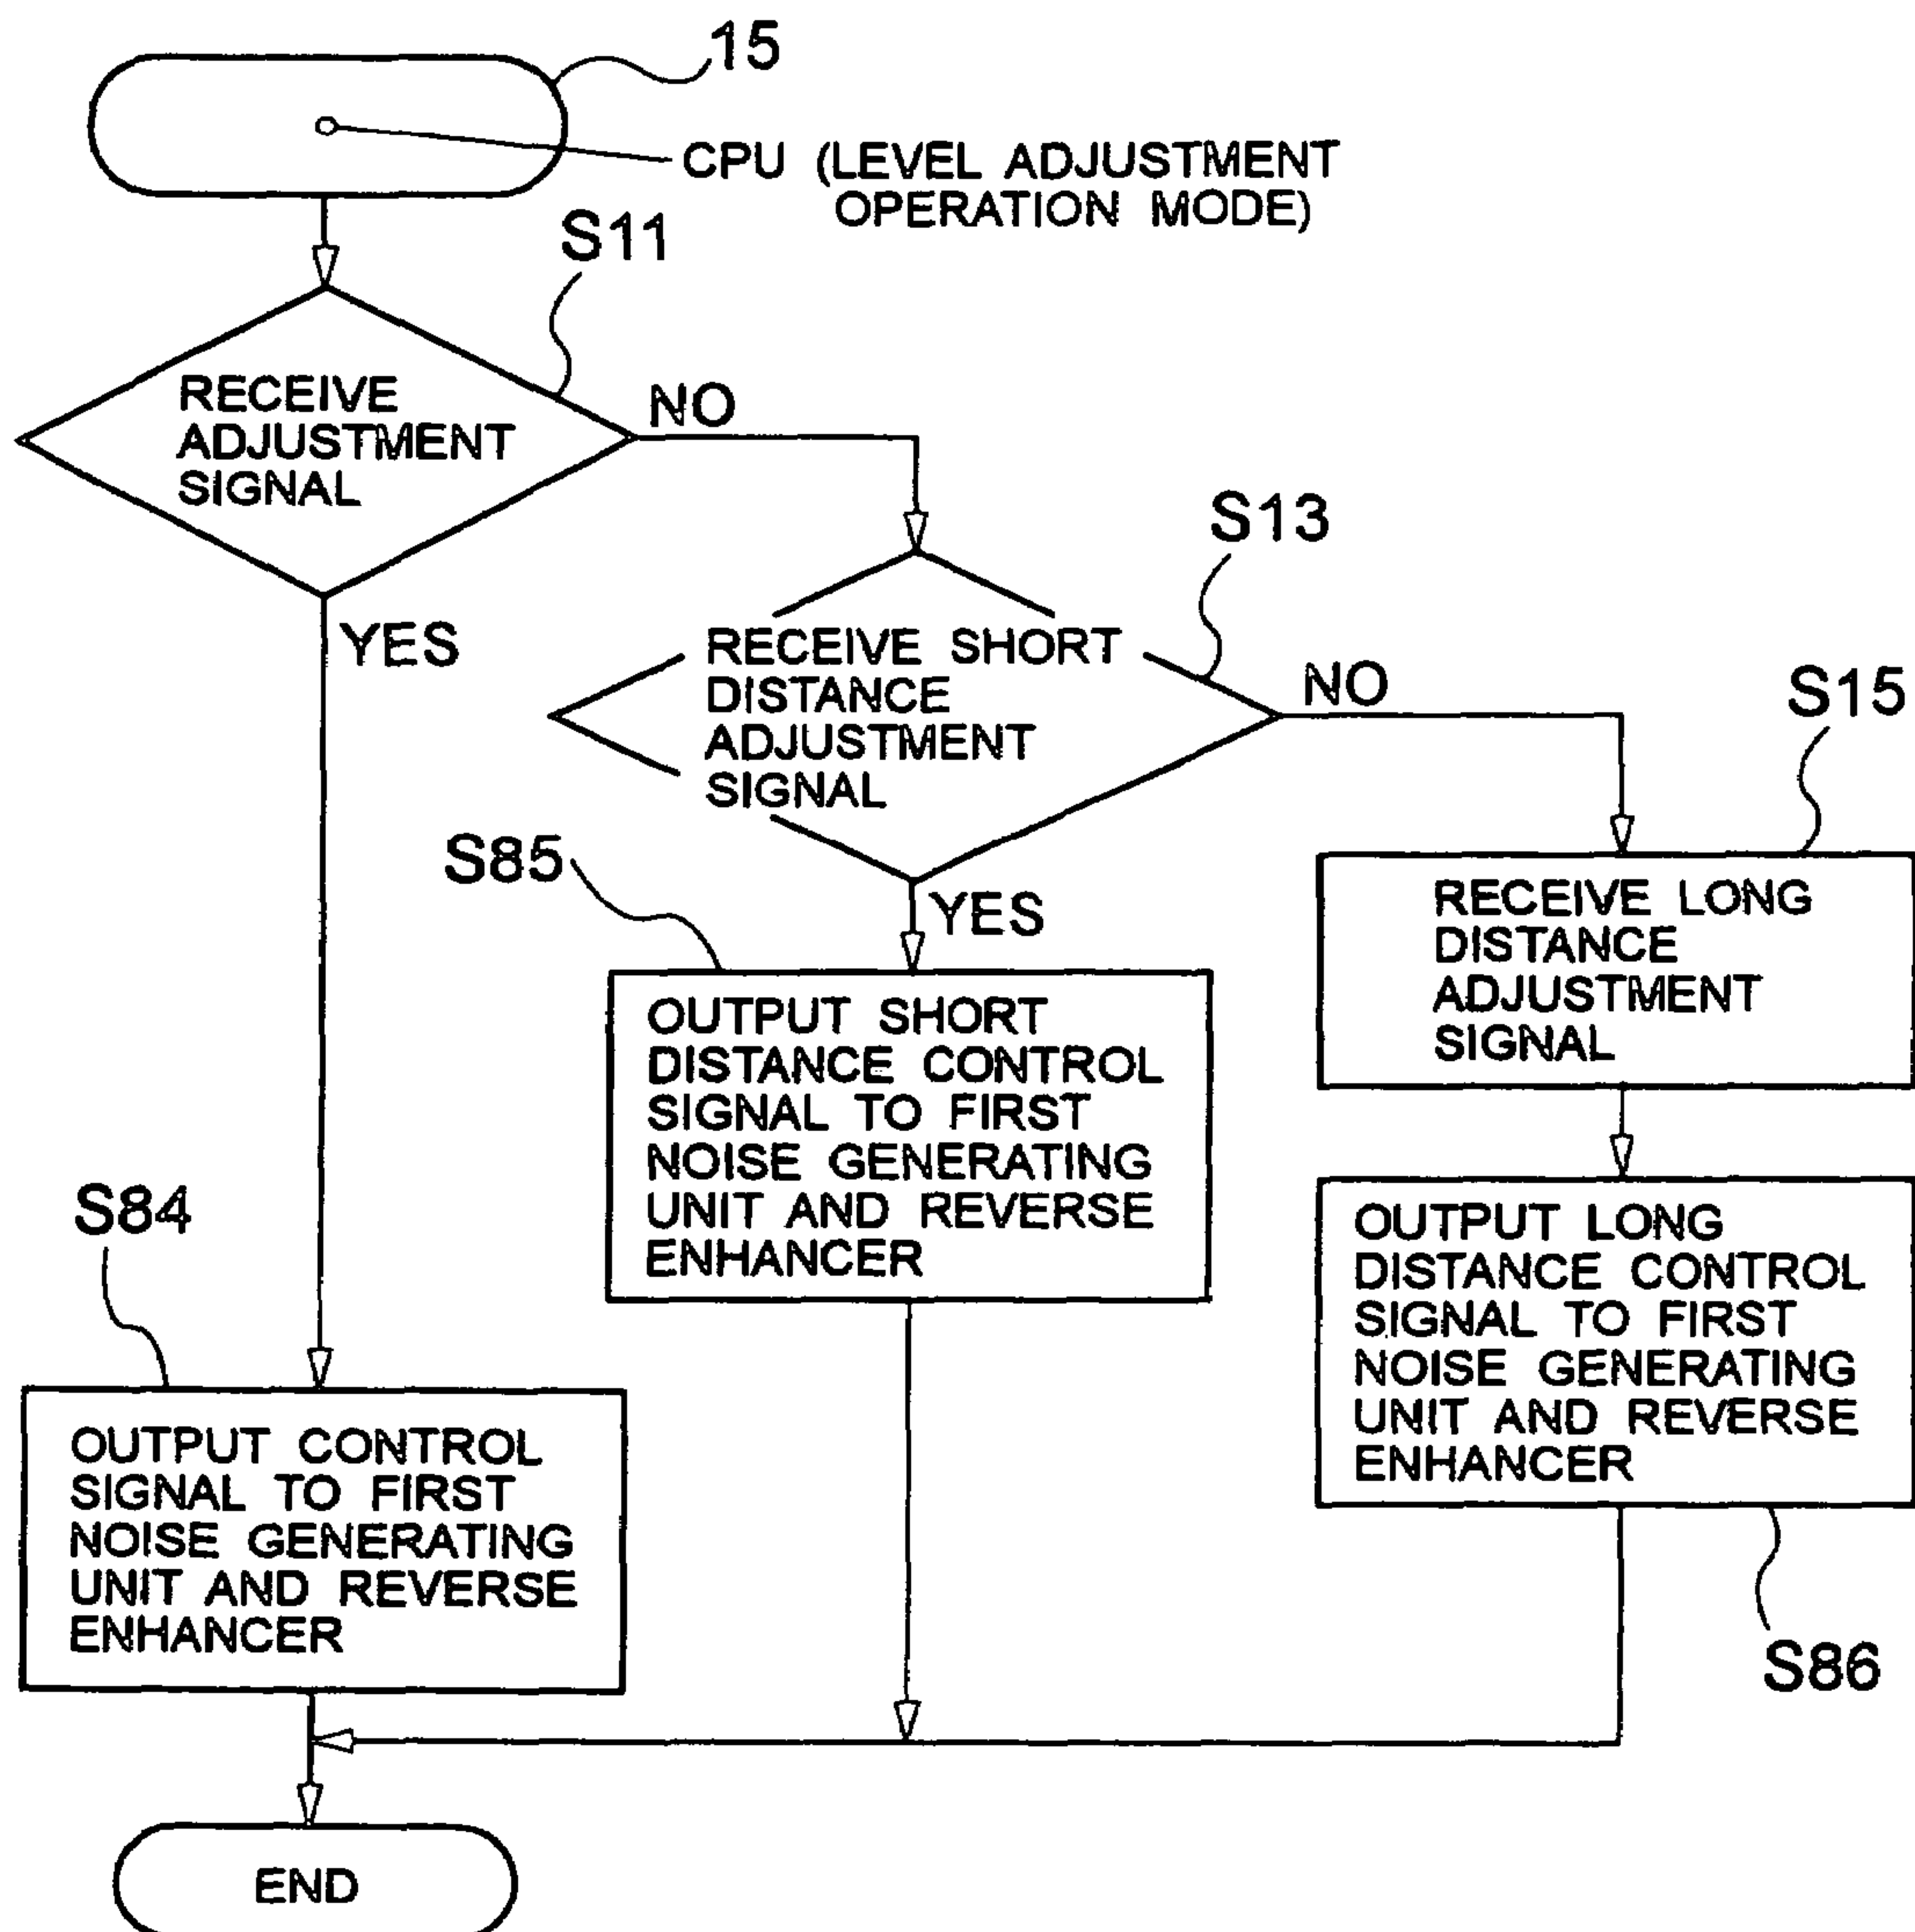 15
CPU (LEVEL ADJUSTMENT
OPERATION MODE)
S11
RECEIVE
ADJUSTMENT
SIGNAL
NO
YES
S13
RECEIVE SHORT
DISTANCE
ADJUSTMENT
SIGNAL
NO
YES
S15
RECEIVE LONG
DISTANCE
ADJUSTMENT
SIGNAL
S85
OUTPUT SHORT
DISTANCE CONTROL
SIGNAL TO FIRST
NOISE GENERATING
UNIT AND REVERSE
ENHANCER
S84
OUTPUT CONTROL
SIGNAL TO FIRST
NOISE GENERATING
UNIT AND REVERSE
ENHANCER
OUTPUT LONG
DISTANCE CONTROL
SIGNAL TO FIRST
NOISE GENERATING
UNIT AND REVERSE
ENHANCER
S86
END